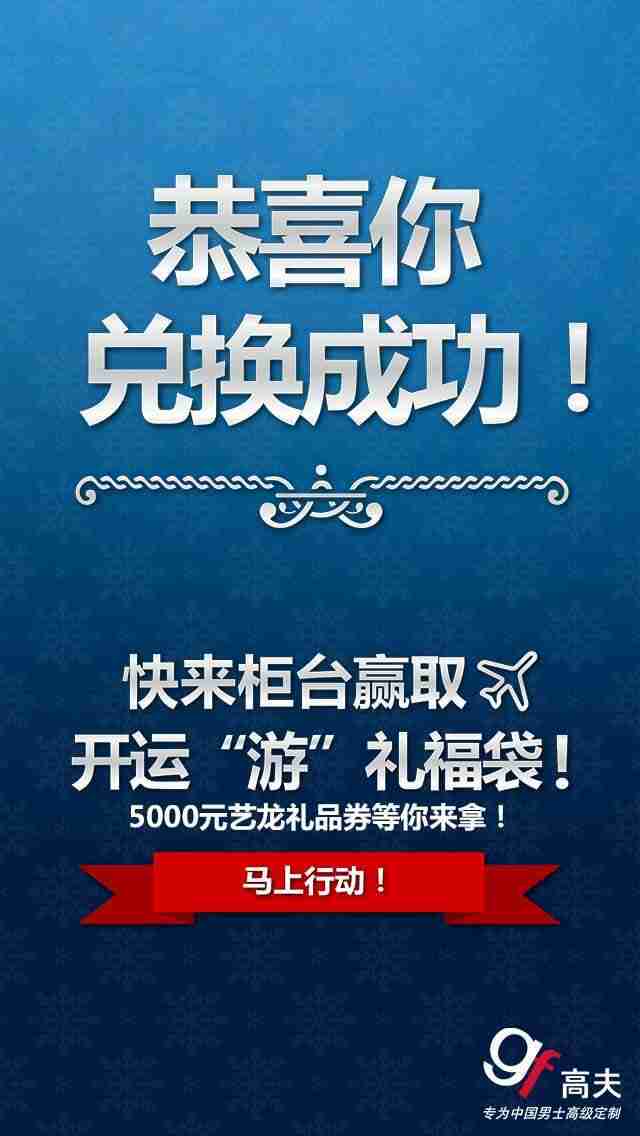 恭喜你
兑换成功！
快来柜台赢取
开运“游”礼福袋！
5000元艺龙礼品券等你来拿！
马上行动！
gf 高夫
专为中国男士高级定制